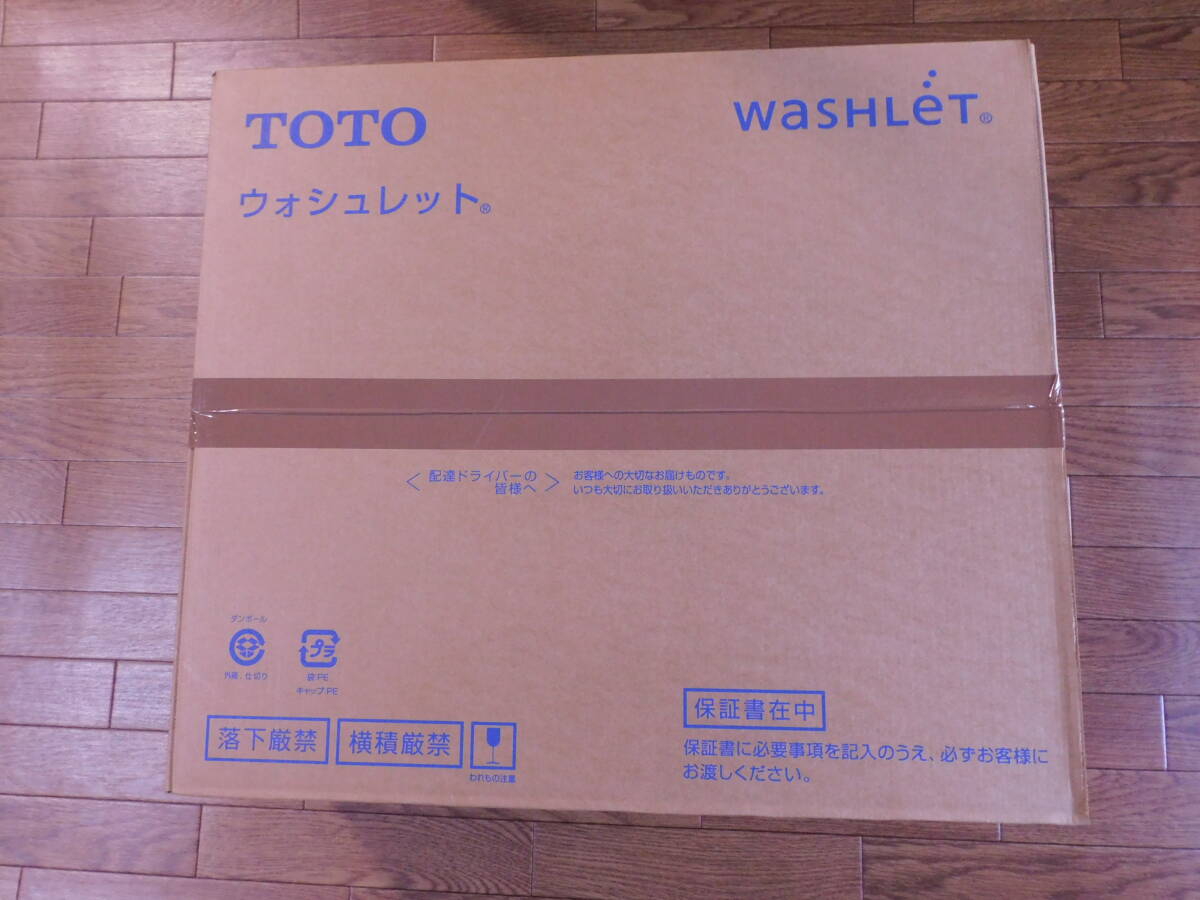 TOTO
WASHLET®
ウォシュレット®
〈配達ドライバーの
皆様へ〉
お客様への大切なお届けものです。
いつも大切にお取り扱いいただきありがとうございます。
ダンボール
外箱、仕切り
プラ
袋:PE
キャップ:PE
落下厳禁
横積厳禁
われもの注意
保証書在中
保証書に必要事項を記入のうえ、必ずお客様に
お渡しください。